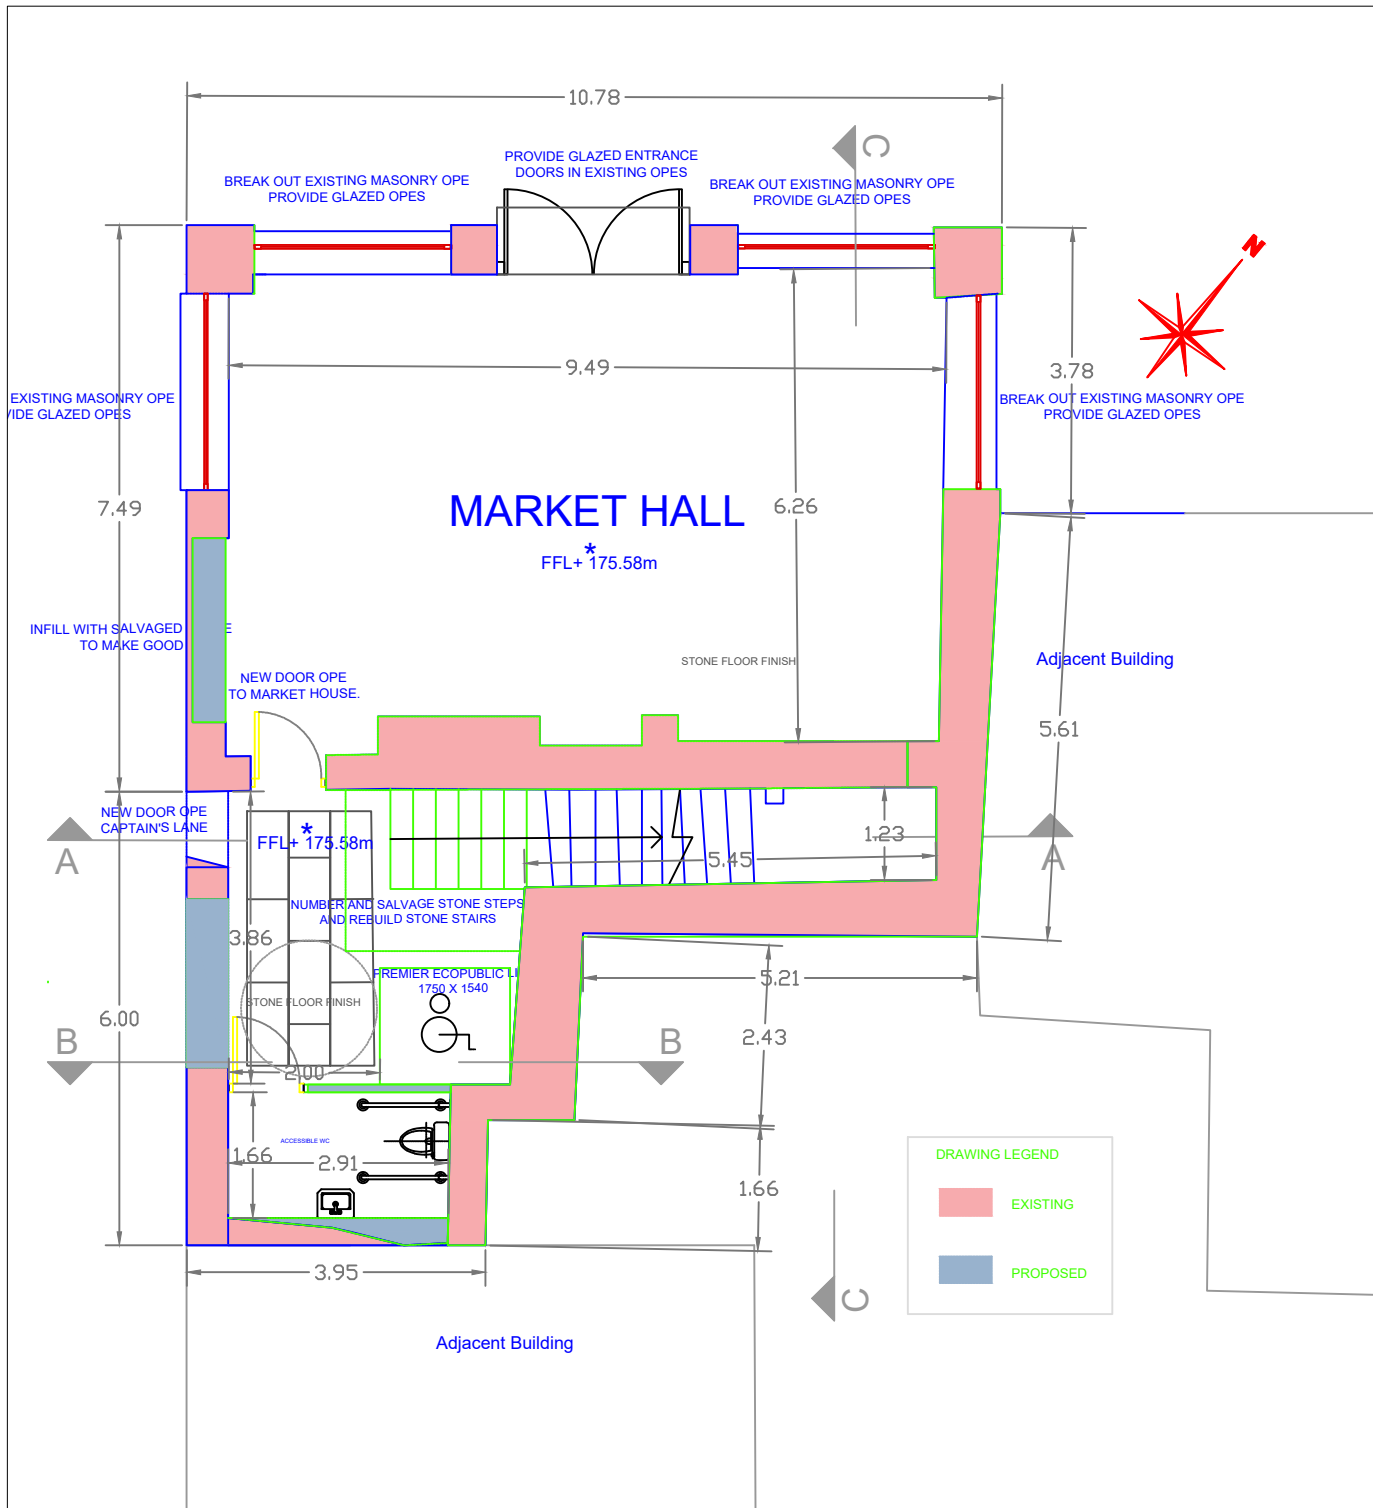 10.78
C
PROVIDE GLAZED ENTRANCE
DOORS IN EXISTING OPES
BREAK OUT EXISTING MASONRY OPE
PROVIDE GLAZED OPES
BREAK OUT EXISTING MASONRY OPE
PROVIDE GLAZED OPES
N
9.49
3.78
EXISTING MASONRY OPE
VIDE GLAZED OPES
BREAK OUT EXISTING MASONRY OPE
PROVIDE GLAZED OPES
7.49
MARKET HALL
6.26
*
FFL+ 175.58m
INFILL WITH SALVAGED E
TO MAKE GOOD
STONE FLOOR FINISH
Adjacent Building
NEW DOOR OPE
TO MARKET HOUSE.
5.61
NEW DOOR OPE
CAPTAIN'S LANE
*
FFL+ 175.58m
A
1.23
A
5.45
NUMBER AND SALVAGE STONE STEPS
AND REBUILD STONE STAIRS
3.86
PREMIER ECOPUBLIC LI
1750 X 1540
5.21
STONE FLOOR FINISH
6.00
B
B
2.43
2.00
ACCESSIBLE WC
1.66
2.91
1.66
DRAWING LEGEND
EXISTING
PROPOSED
3.95
C
Adjacent Building